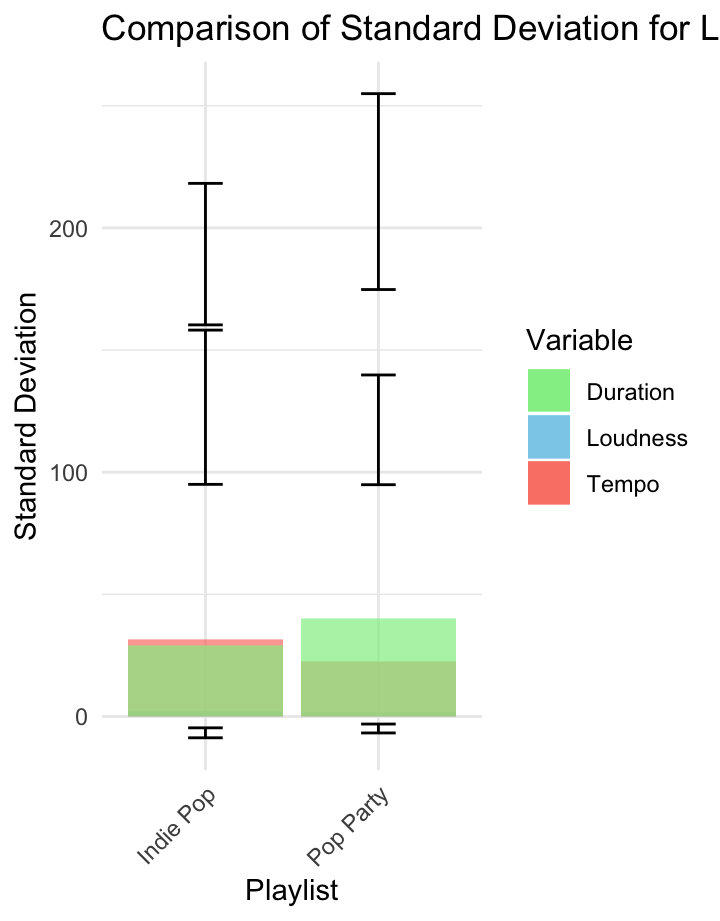 Comparison of Standard Deviation for L
200
100
0
Standard Deviation
Indie Pop
Pop Party
Playlist
Variable
Duration
Loudness
Tempo